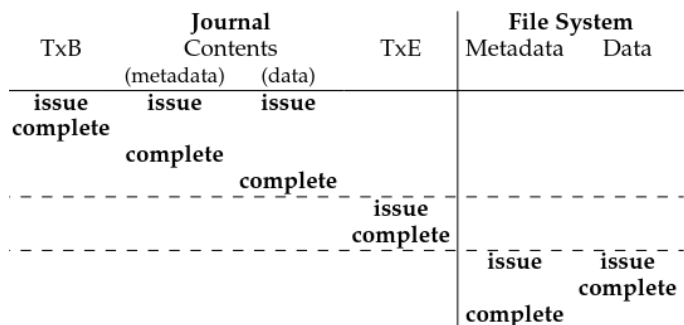 Journal File System
TxB Contents TxE Metadata Data
(metadata) (data)
issue issue issue
complete
complete
complete
issue
complete
issue issue
complete
complete